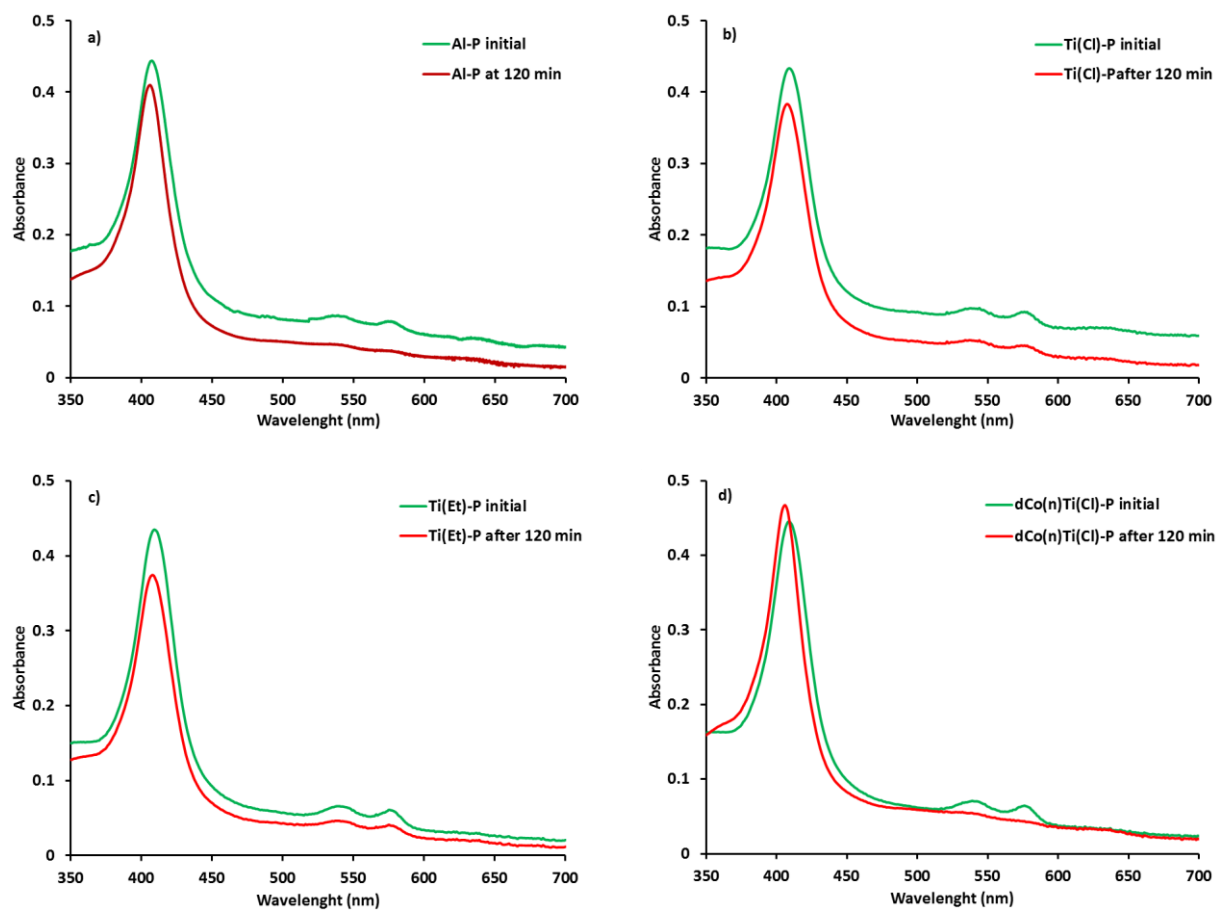 a)
Al-P initial
Al-P at 120 min
0.5
0.4
0.3
0.2
0.1
0
Absorbance
350 400 450 500 550 600 650 700
Wavelenght (nm)
b)
Ti(Cl)-P initial
Ti(Cl)-Pafter 120 min
0.5
0.4
0.3
0.2
0.1
0
Absorbance
350 400 450 500 550 600 650 700
Wavelenght (nm)
c)
Ti(Et)-P initial
Ti(Et)-P after 120 min
0.5
0.4
0.3
0.2
0.1
0
Absorbance
350 400 450 500 550 600 650 700
Wavelenght (nm)
d)
dCo(n)Ti(Cl)-P initial
dCo(n)Ti(Cl)-P after 120 min
0.5
0.4
0.3
0.2
0.1
0
Absorbance
350 400 450 500 550 600 650 700
Wavelenght (nm)